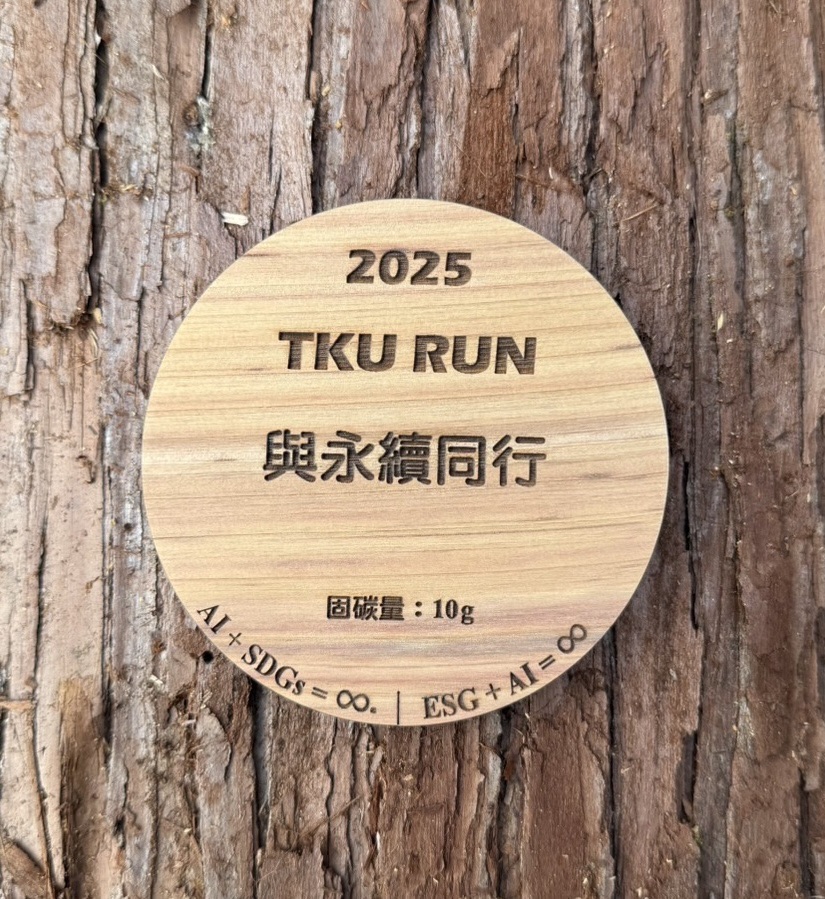 2025
TKU RUN
與永續同行
固碳量：10g
AI + SDGs = ∞. | ESG + AI = ∞